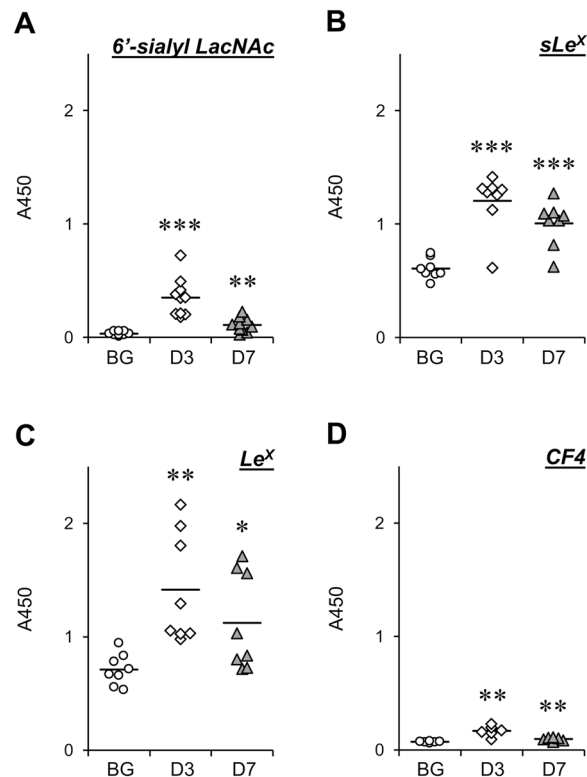 A
6'-sialyl LacNAc
2
1
0
A450
***
**
BG D3 D7
B
sLeX
2
1
0
A450
***
***
BG D3 D7
C
LeX
2
1
0
A450
**
*
BG D3 D7
D
CF4
2
1
0
A450
**
**
BG D3 D7